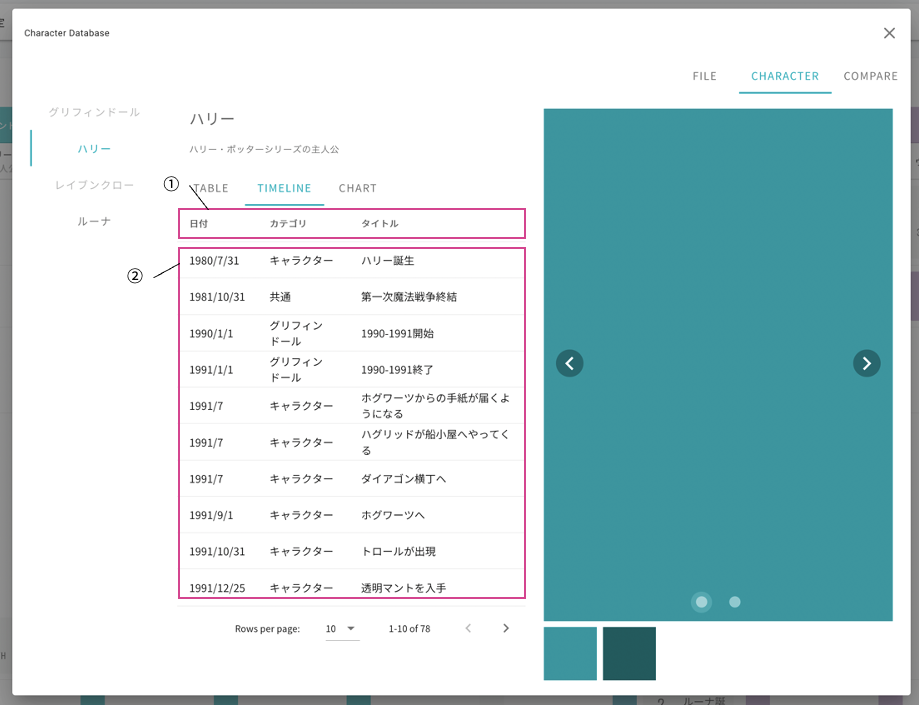 Character Database
FILE CHARACTER COMPARE
グリフィンドール
ハリー
レイブンクロー
ルーナ
ハリー
ハリー・ポッターシリーズの主人公
① TABLE TIMELINE CHART
日付 カテゴリ タイトル
②
1980/7/31 キャラクター ハリー誕生
1981/10/31 共通 第一次魔法戦争終結
1990/1/1 グリフィン
ドール 1990-1991開始
1991/1/1 グリフィン
ドール 1990-1991終了
1991/7 キャラクター ホグワーツからの手紙が届くよ
うになる
1991/7 キャラクター ハグリッドが船小屋へやってく
る
1991/7 キャラクター ダイアゴン横丁へ
1991/9/1 キャラクター ホグワーツへ
1991/10/31 キャラクター トロールが出現
1991/12/25 キャラクター 透明マントを入手
Rows per page: 10 1-10 of 78
ルーナ誕